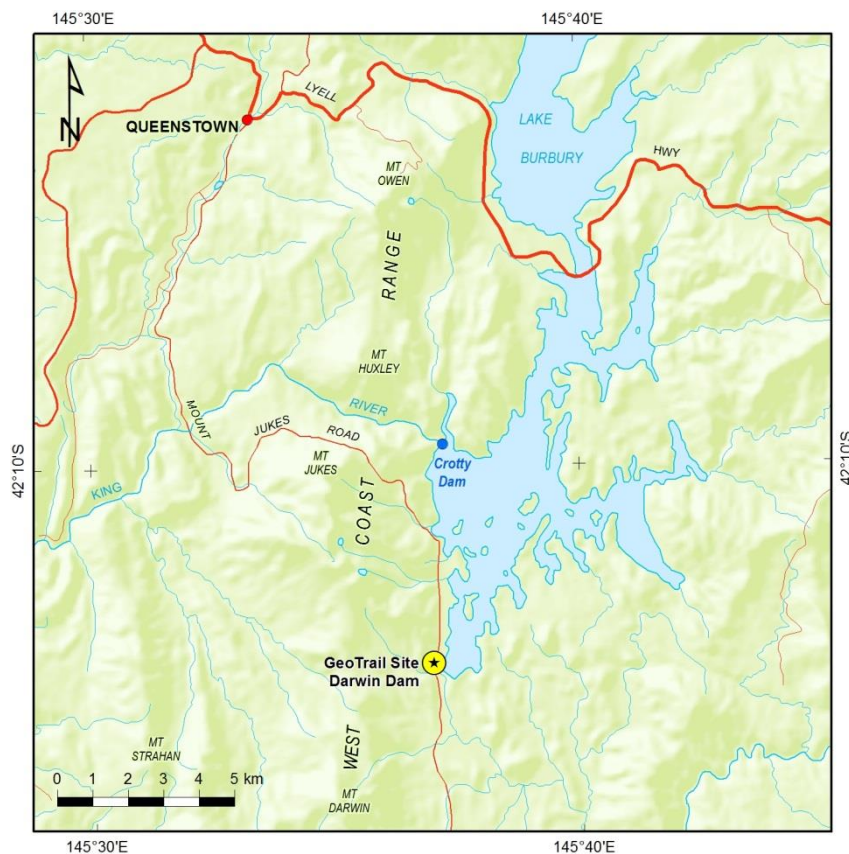 145°30'E
145°40'E
N
LYELL
QUEENSTOWN
LAKE
BURBURY
HWY
MT
OWEN
RANGE
MT
HUXLEY
RIVER
MOUNT
JUKES
ROAD
MT
JUKES
Crotty
Dam
42°10'S
42°10'S
KING
COAST
GeoTrail Site
Darwin Dam
WEST
MT
STRAHAN
0 1 2 3 4 5 km
MT
DARWIN
145°30'E
145°40'E